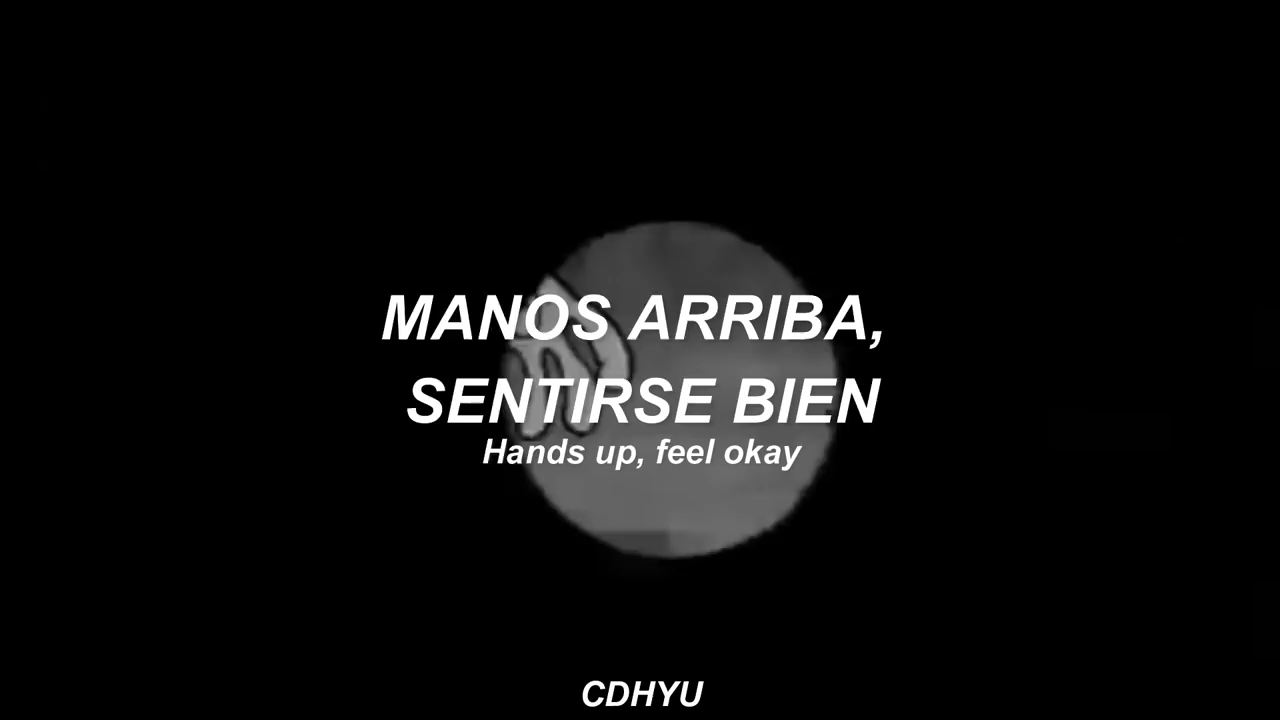 MANOS ARRIBA,
SENTIRSE BIEN
Hands up, feel okay
CDHYU